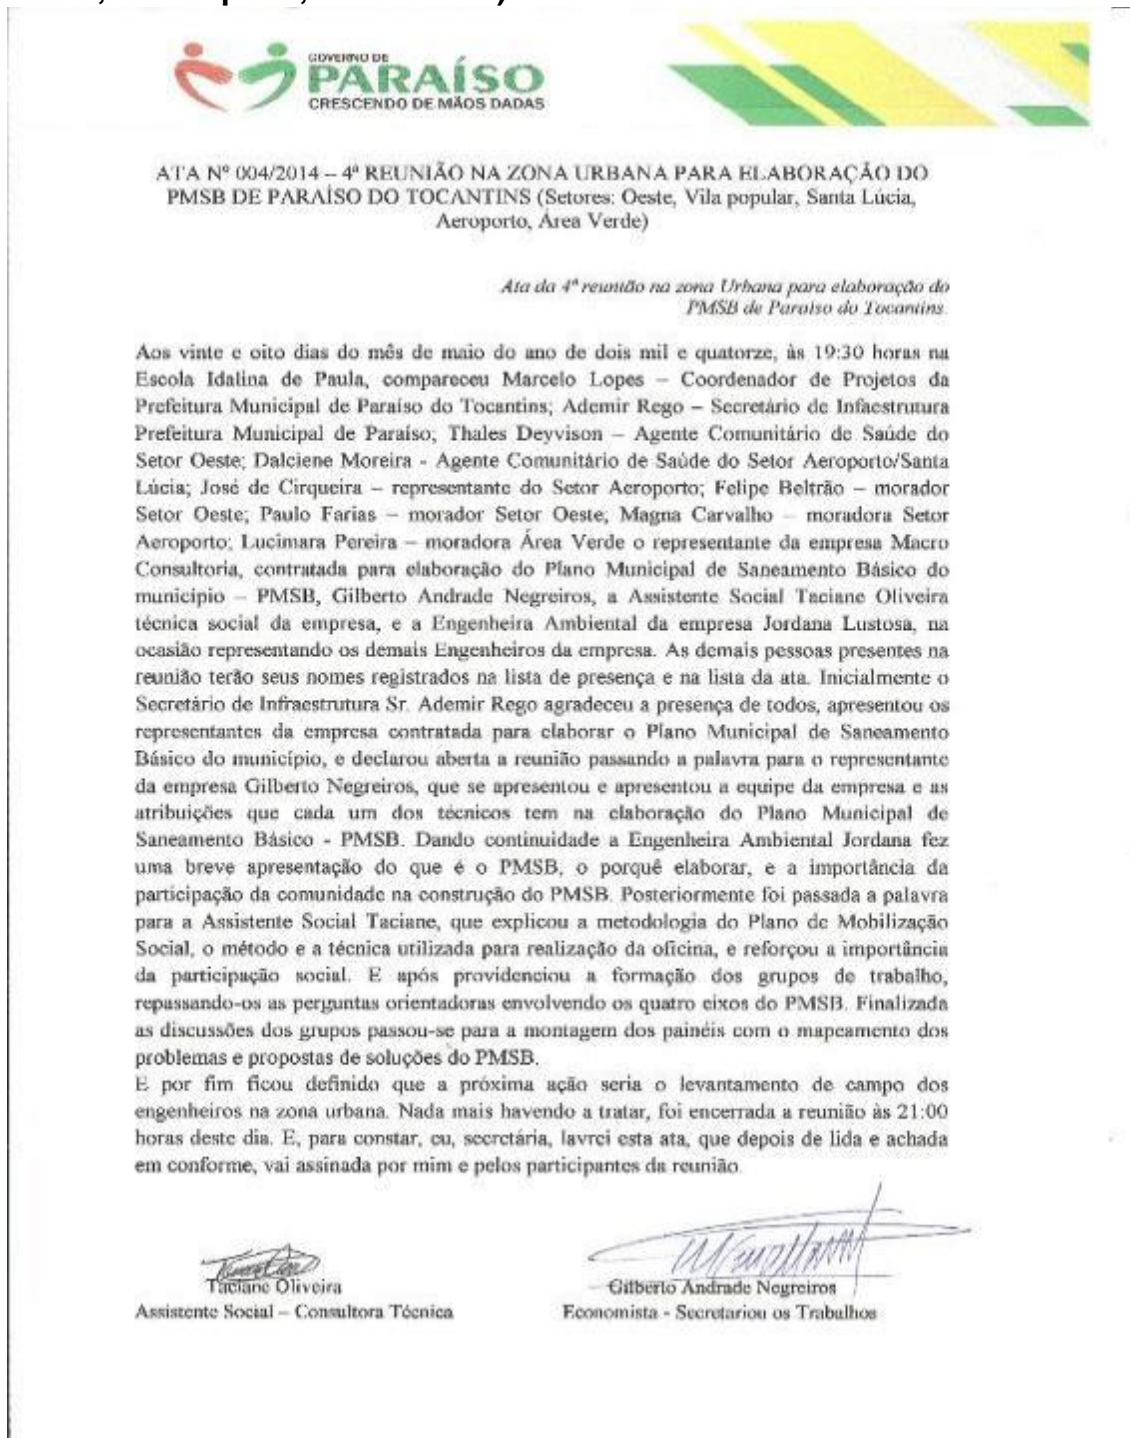 GOVERNO DE
PARAÍSO
CRESCENDO DE MÃOS DADAS
ATA Nº 004/2014 – 4ª REUNIÃO NA ZONA URBANA PARA ELABORAÇÃO DO
PMSB DE PARAÍSO DO TOCANTINS (Setores: Oeste, Vila popular, Santa Lúcia,
Aeroporto, Área Verde)
Ata da 4ª reunião na zona Urbana para elaboração do
PMSB de Paraíso do Tocantins.
Aos vinte e oito dias do mês de maio do ano de dois mil e quatorze, às 19:30 horas na
Escola Idalina de Paula, compareceu Marcelo Lopes – Coordenador de Projetos da
Prefeitura Municipal de Paraíso do Tocantins; Ademir Rego – Secretário de Infaestrutura
Prefeitura Municipal de Paraíso; Thales Deyvison – Agente Comunitário de Saúde do
Setor Oeste; Dalciene Moreira - Agente Comunitário de Saúde do Setor Aeroporto/Santa
Lúcia; José de Cirqueira – representante do Setor Aeroporto; Felipe Beltrão – morador
Setor Oeste; Paulo Farias – morador Setor Oeste; Magna Carvalho – moradora Setor
Aeroporto; Lucimara Pereira – moradora Área Verde o representante da empresa Macro
Consultoria, contratada para elaboração do Plano Municipal de Saneamento Básico do
município – PMSB, Gilberto Andrade Negreiros, a Assistente Social Taciane Oliveira
técnica social da empresa, e a Engenheira Ambiental da empresa Jordana Lustosa, na
ocasião representando os demais Engenheiros da empresa. As demais pessoas presentes na
reunião terão seus nomes registrados na lista de presença e na lista da ata. Inicialmente o
Secretário de Infraestrutura Sr. Ademir Rego agradeceu a presença de todos, apresentou os
representantes da empresa contratada para elaborar o Plano Municipal de Saneamento
Básico do município, e declarou aberta a reunião passando a palavra para o representante
da empresa Gilberto Negreiros, que se apresentou e apresentou a equipe da empresa e as
atribuições que cada um dos técnicos tem na elaboração do Plano Municipal de
Saneamento Básico - PMSB. Dando continuidade a Engenheira Ambiental Jordana fez
uma breve apresentação do que é o PMSB, o porquê elaborar, e a importância da
participação da comunidade na construção do PMSB. Posteriormente foi passada a palavra
para a Assistente Social Taciane, que explicou a metodologia do Plano de Mobilização
Social, o método e a técnica utilizada para realização da oficina, e reforçou a importância
da participação social. E após providenciou a formação dos grupos de trabalho,
repassando-os as perguntas orientadoras envolvendo os quatro eixos do PMSB. Finalizada
as discussões dos grupos passou-se para a montagem dos painéis com o mapeamento dos
problemas e propostas de soluções do PMSB.
E por fim ficou definido que a próxima ação seria o levantamento de campo dos
engenheiros na zona urbana. Nada mais havendo a tratar, foi encerrada a reunião às 21:00
horas deste dia. E, para constar, eu, secretária, lavrei esta ata, que depois de lida e achada
em conforme, vai assinada por mim e pelos participantes da reunião.
Taciane Oliveira
Assistente Social – Consultora Técnica
Gilberto Andrade Negreiros
Economista - Secretariou os Trabalhos